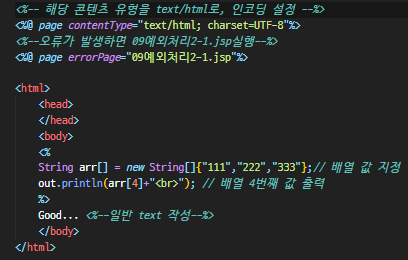 <%-- 해당 콘텐츠 유형을 text/html로, 인코딩 설정 --%>
<%@ page contentType="text/html; charset=UTF-8"%>
<%--오류가 발생하면 09예외처리2-1.jsp실행--%>
<%@ page errorPage="09예외처리2-1.jsp"%>
<html>
<head>
</head>
<body>
<%
String arr[] = new String[]{"111","222","333"};// 배열 값 지정
out.println(arr[4]+"<br>"); // 배열 4번째 값 출력
%>
Good... <%--일반 text 작성--%>
</body>
</html>